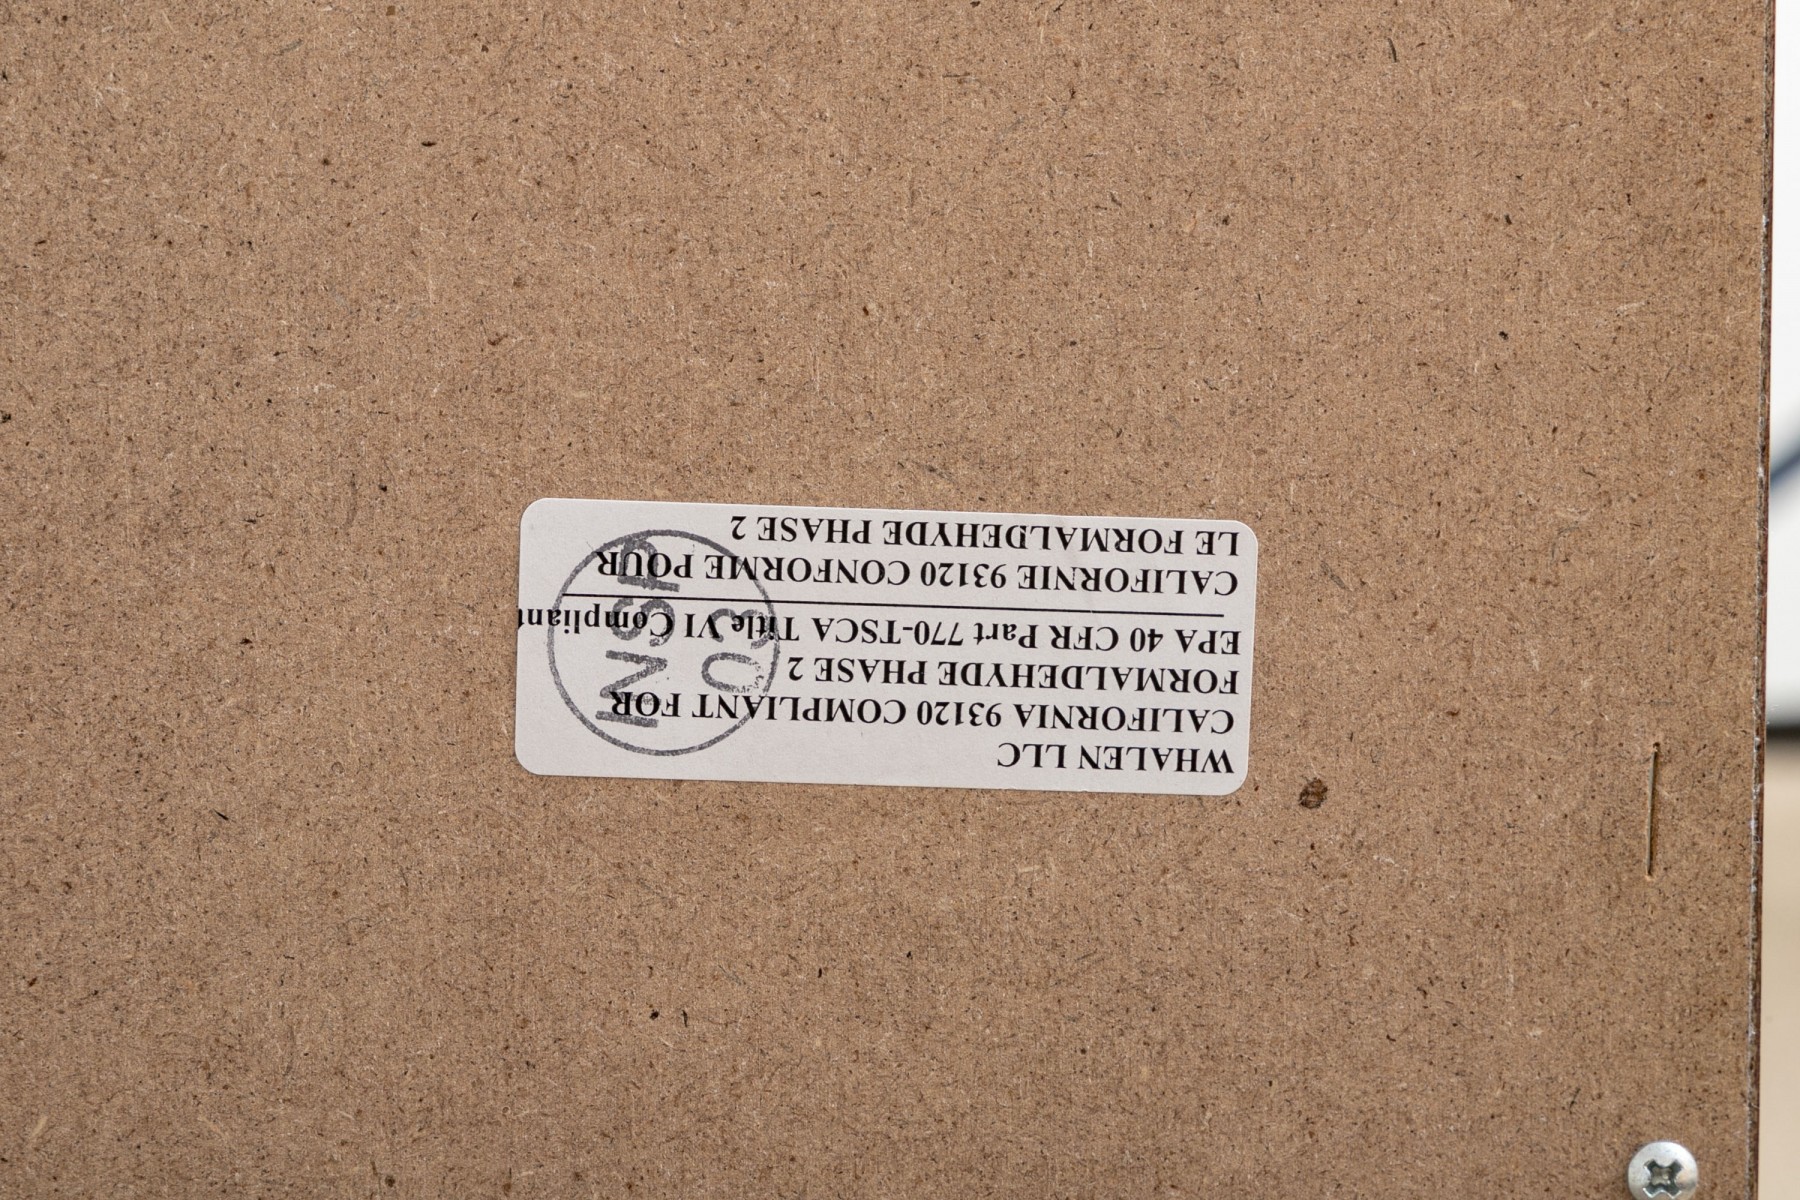 WHALEN LLC
CALIFORNIA 93120 COMPLIANT FOR
FORMALDEHYDE PHASE 2
EPA 40 CFR Part 770-TSCA Title VI Compliant
CALIFORNIE 93120 CONFORME POUR
LE FORMALDEHYDE PHASE 2
INSP
03